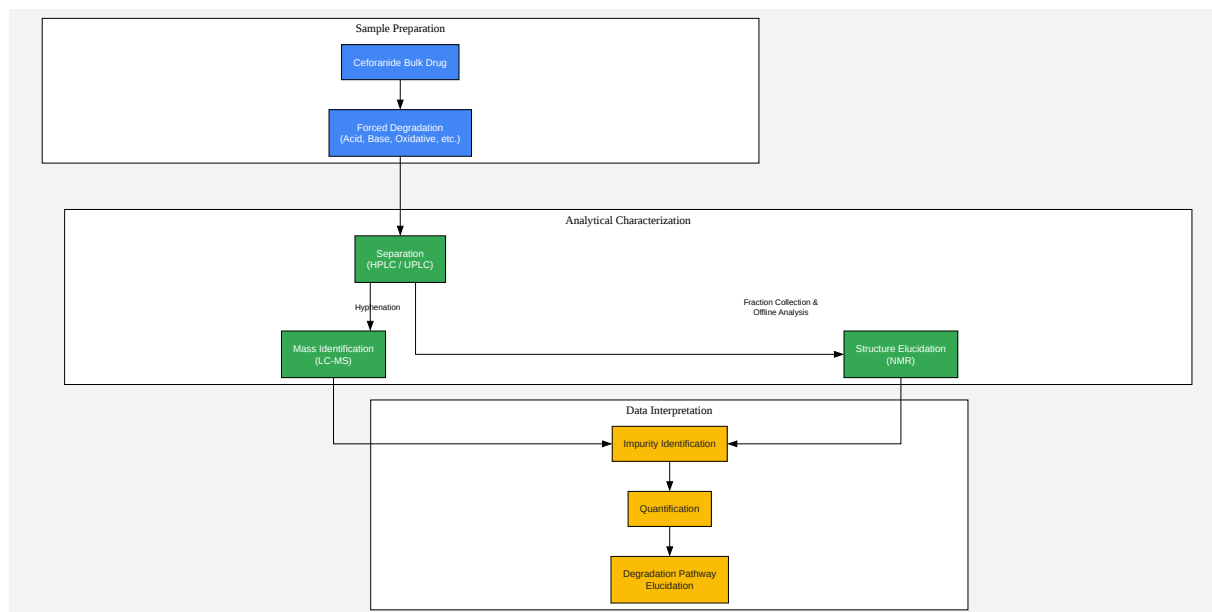 Sample Preparation
Ceforanide Bulk Drug
Forced Degradation
(Acid, Base, Oxidative, etc.)
Analytical Characterization
Separation
(HPLC / UPLC)
Hyphenation
Fraction Collection &
Offline Analysis
Mass Identification
(LC-MS)
Structure Elucidation
(NMR)
Data Interpretation
Impurity Identification
Quantification
Degradation Pathway
Elucidation